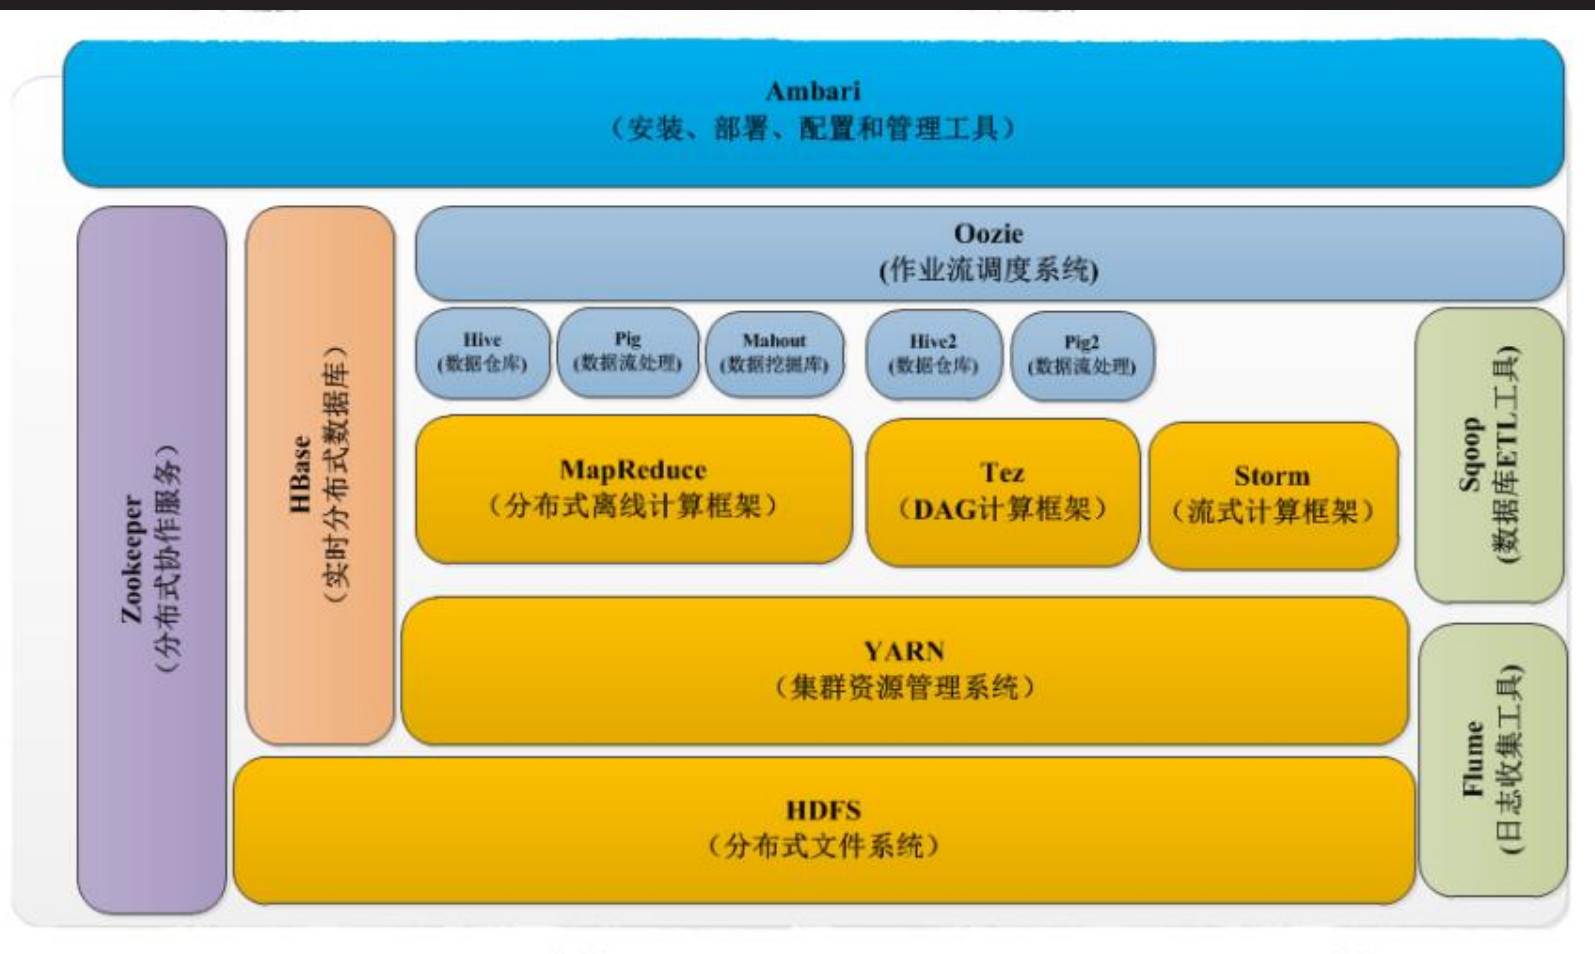 Ambari
（安装、部署、配置和管理工具）
Zookeeper
（分布式协作服务）
HBase
（实时分布式数据库）
Oozie
(作业流调度系统)
Hive
(数据仓库)
Pig
(数据流处理)
Mahout
(数据挖掘库)
Hive2
(数据仓库)
Pig2
(数据流处理)
MapReduce
（分布式离线计算框架）
Tez
（DAG计算框架）
Storm
（流式计算框架）
Sqoop
(数据库ETL工具)
YARN
（集群资源管理系统）
Flume
(日志收集工具)
HDFS
（分布式文件系统）